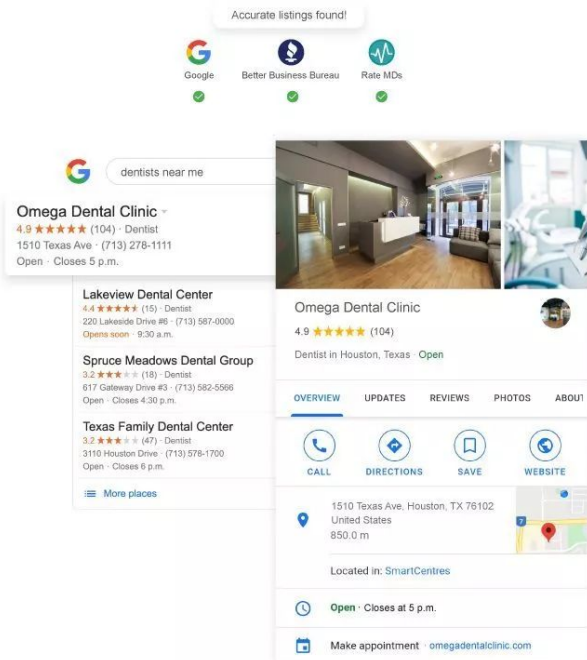 Accurate listings found!
Google
Better Business Bureau
Rate MDs
dentists near me
Omega Dental Clinic
4.9 ★★★★★ (104) · Dentist
1510 Texas Ave · (713) 278-1111
Open · Closes 5 p.m.
Lakeview Dental Center
4.4 ★★★★★ (15) · Dentist
220 Lakeside Drive #6 · (713) 587-0000
Opens soon · 9:30 a.m.
Spruce Meadows Dental Group
3.2 ★★★★★ (18) · Dentist
617 Gateway Drive #3 · (713) 582-5566
Open · Closes 4:30 p.m.
Texas Family Dental Center
3.2 ★★★★★ (47) · Dentist
3110 Houston Drive · (713) 578-1700
Open · Closes 6 p.m.
More places
Omega Dental Clinic
4.9 ★★★★★ (104)
Dentist in Houston, Texas · Open
OVERVIEW UPDATES REVIEWS PHOTOS ABOUT
CALL DIRECTIONS SAVE WEBSITE
1510 Texas Ave, Houston, TX 76102
United States
850.0 m
7
Located in: SmartCentres
Open · Closes at 5 p.m.
Make appointment · omegadentalclinic.com